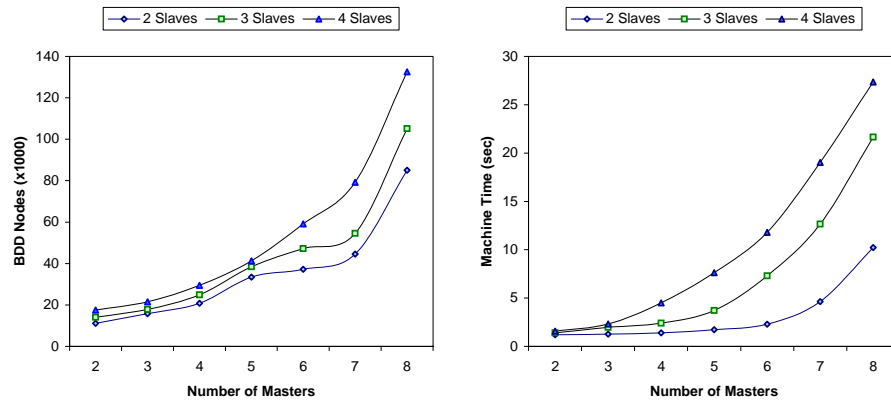 2 Slaves 3 Slaves 4 Slaves
140
120
100
80
60
40
20
0
BDD Nodes (x1000)
2 3 4 5 6 7 8
Number of Masters
2 Slaves 3 Slaves 4 Slaves
30
25
20
15
10
5
0
Machine Time (sec)
2 3 4 5 6 7 8
Number of Masters